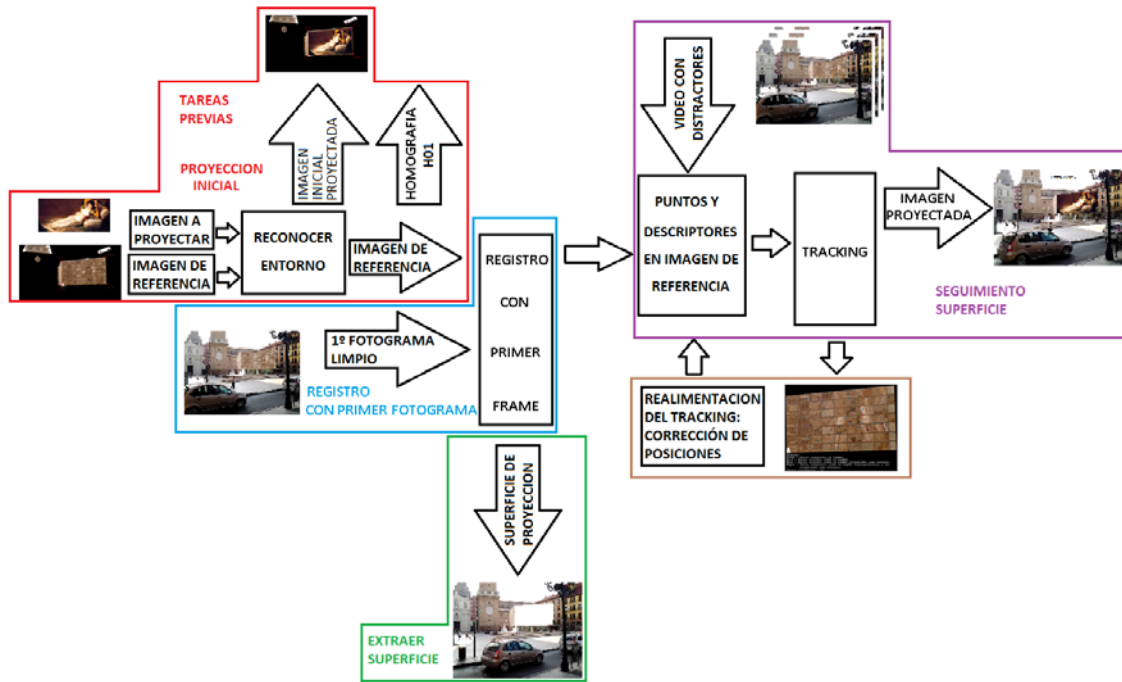 TAREAS
PREVIAS
PROYECCION
INICIAL
IMAGEN
INICIAL
PROYECTADA
HOMOGRAFIA
H01
IMAGEN A
PROYECTAR
IMAGEN DE
REFERENCIA
RECONOCER
ENTORNO
IMAGEN DE
REFERENCIA
1º FOTOGRAMA
LIMPIO
REGISTRO
CON PRIMER FOTOGRAMA
REGISTRO
CON
PRIMER
FRAME
SUPERFICIE DE
PROYECCION
EXTRAER
SUPERFICIE
VIDEO CON
DISTRACTORES
PUNTOS Y
DESCRIPTORES
EN IMAGEN DE
REFERENCIA
TRACKING
IMAGEN
PROYECTADA
SEGUIMIENTO
SUPERFICIE
REALIMENTACION
DEL TRACKING:
CORRECCIÓN DE
POSICIONES